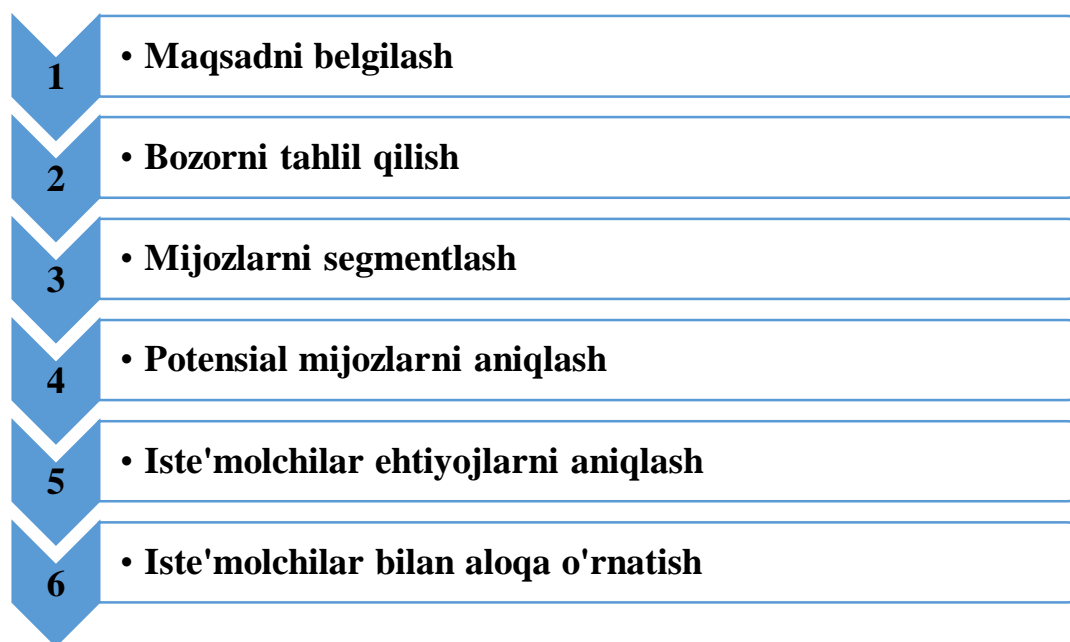 1
• Maqsadni belgilash
2
• Bozorni tahlil qilish
3
• Mijozlarni segmentlash
4
• Potensial mijozlarni aniqlash
5
• Iste'molchilar ehtiyojlarni aniqlash
6
• Iste'molchilar bilan aloqa o'rnatish